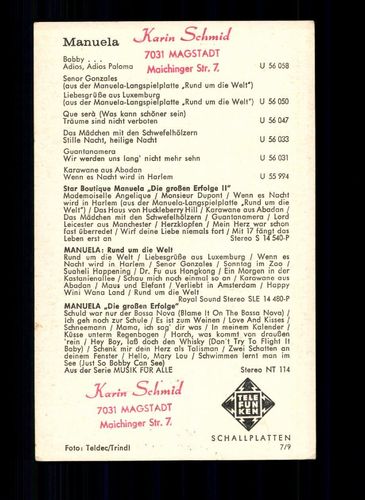 Manuela
Karin Schmid
7031 MAGSTADT
Maichinger Str. 7.
Bobby . . .
Adios, Adios Paloma U 56 058
Senor Gonzales
(aus der Manuela-Langspielplatte „Rund um die Welt")
Liebesgrüße aus Luxemburg
(aus der Manuela-Langspielplatte „Rund um die Welt") U 56 050
Que serà (Was kann schöner sein)
Träume sind nicht verboten U 56 047
Das Mädchen mit den Schwefelhölzern
Stille Nacht, heilige Nacht U 56 033
Guantanamera
Wir werden uns lang' nicht mehr sehn U 56 031
Karawane aus Abadan
Wenn es Nacht wird in Harlem U 55 994
Star Boutique Manuela „Die großen Erfolge II"
Mademoiselle Angelique / Monsieur Dupont / Wenn es Nacht
wird in Harlem (aus der Manuela-Langspielplatte „Rund um die
Welt") / Das Haus von Huckleberry Hill / Karawane aus Abadan /
Das Mädchen mit den Schwefelhölzern / Guantanamera / Lord
Leicester aus Manchester / Herzklopfen / Mein Herz war schon
fast überredet / Wirf deine Liebe niemals fort / Mit 17 fängt das
Leben erst an Stereo S 14 540-P
MANUELA: Rund um die Welt
Rund um die Welt / Liebesgrüße aus Luxemburg / Wenn es
Nacht wird in Harlem / Senor Gonzales / Sonntag im Zoo /
Suaheli Happening / Dr. Fu aus Hongkong / Ein Morgen in der
Kastanienallee / Schau mich noch einmal so an / Karawane aus
Abadan / Maus und Elefant / Verliebt in Amsterdam / Happy
Wini Wana Land / Rund um die Welt
Royal Sound Stereo SLE 14 480-P
MANUELA „Die großen Erfolge"
Schuld war nur der Bossa Nova (Blame It On The Bossa Nova) /
Ich geh noch zur Schule / Es ist zum Weinen / Love And Kisses /
Schneemann / Mama, ich sag' dir was / In meinem Kalender /
Küsse unterm Regenbogen / Horch, was kommt von draußen
'rein / Hey Boy, laß doch den Whisky (Don't Try To Fight It
Baby) / Schenk mir dein Herz als Talisman / Zwei Schatten an
deinem Fenster / Hello, Mary Lou / Schwimmen lernt man im
See (Just So Bobby Can See)
Aus der Serie MUSIK FÜR ALLE Stereo NT 114
Karin Schmid
7031 MAGSTADT
Maichinger Str. 7.
TELE
FUN
KEN
SCHALLPLATTEN
Foto: Teldec/Trindl 7/9